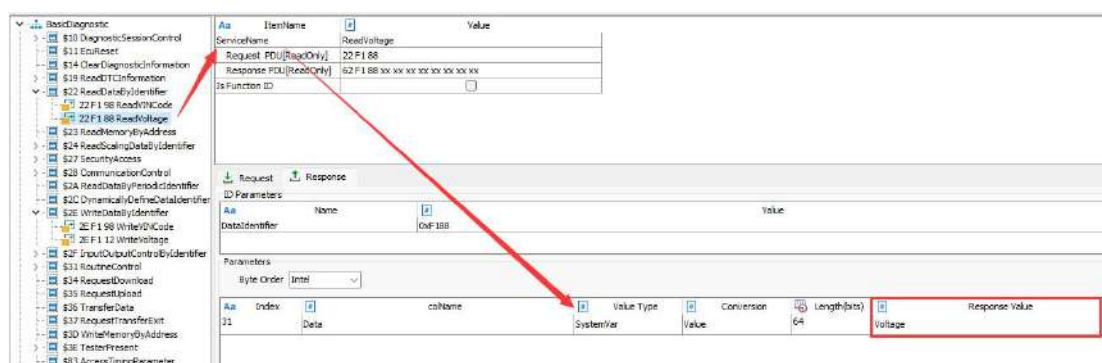 BasicDiagnostic
$10 DiagnosticSessionControl
$11 EcuReset
$14 ClearDiagnosticInformation
$19 ReadDTCInformation
$22 ReadDataByIdentifier
22 F1 98 ReadVINCode
22 F1 88 ReadVoltage
$23 ReadMemoryByAddress
$24 ReadScalingDataByIdentifier
$27 SecurityAccess
$28 CommunicationControl
$2A ReadDataByPeriodicIdentifier
$2C DynamicallyDefineDataIdentifier
$2E WriteDataByIdentifier
2E F1 98 WriteVINCode
2E F1 12 WriteVoltage
$2F InputOutputControlByIdentifier
$31 RoutineControl
$34 RequestDownload
$35 RequestUpload
$36 TransferData
$37 RequestTransferExit
$3D WriteMemoryByAddress
$3E TesterPresent
$83 AccessTimingParameter
Aa ItemName # Value
ServiceName ReadVoltage
Request PDU[ReadOnly] 22 F1 88
Response PDU[ReadOnly] 62 F1 88 xx xx xx xx xx xx xx xx
Is Function ID
Request Response
ID Parameters
Aa Name # Value
DataIdentifier 0xF188
Parameters
Byte Order Intel
Aa Index # colName # Value Type # Conversion Length(bits) # Response Value
31 Data SystemVar Value 64 Voltage